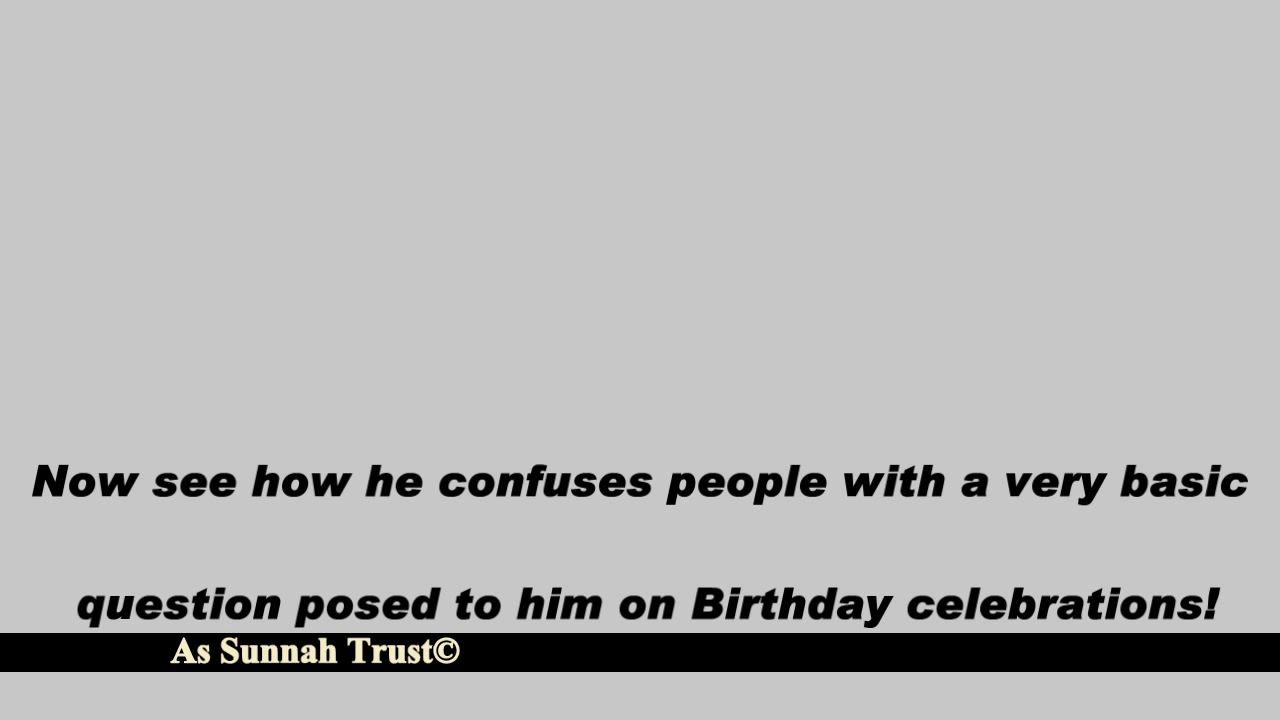 Now see how he confuses people with a very basic
question posed to him on Birthday celebrations!
As Sunnah Trust©